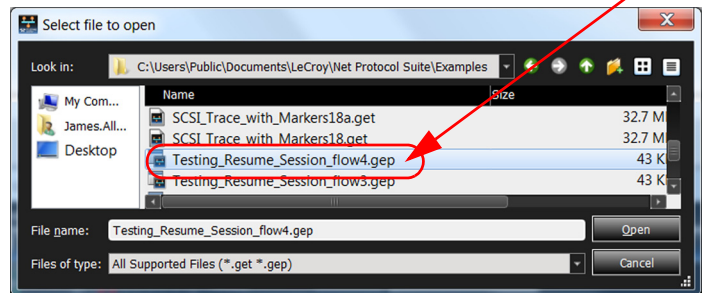 Select file to open
Look in: C:\Users\Public\Documents\LeCroy\Net Protocol Suite\Examples
Name Size
My Com...
James.All...
Desktop
SCSI_Trace_with_Markers18a.get 32.7 M
SCSI_Trace_with_Markers18.get 32.7 M
Testing_Resume_Session_flow4.gep 43 K
Testing_Resume_Session_flow3.gep 43 K
File name: Testing_Resume_Session_flow4.gep Open
Files of type: All Supported Files (*.get *.gep) Cancel